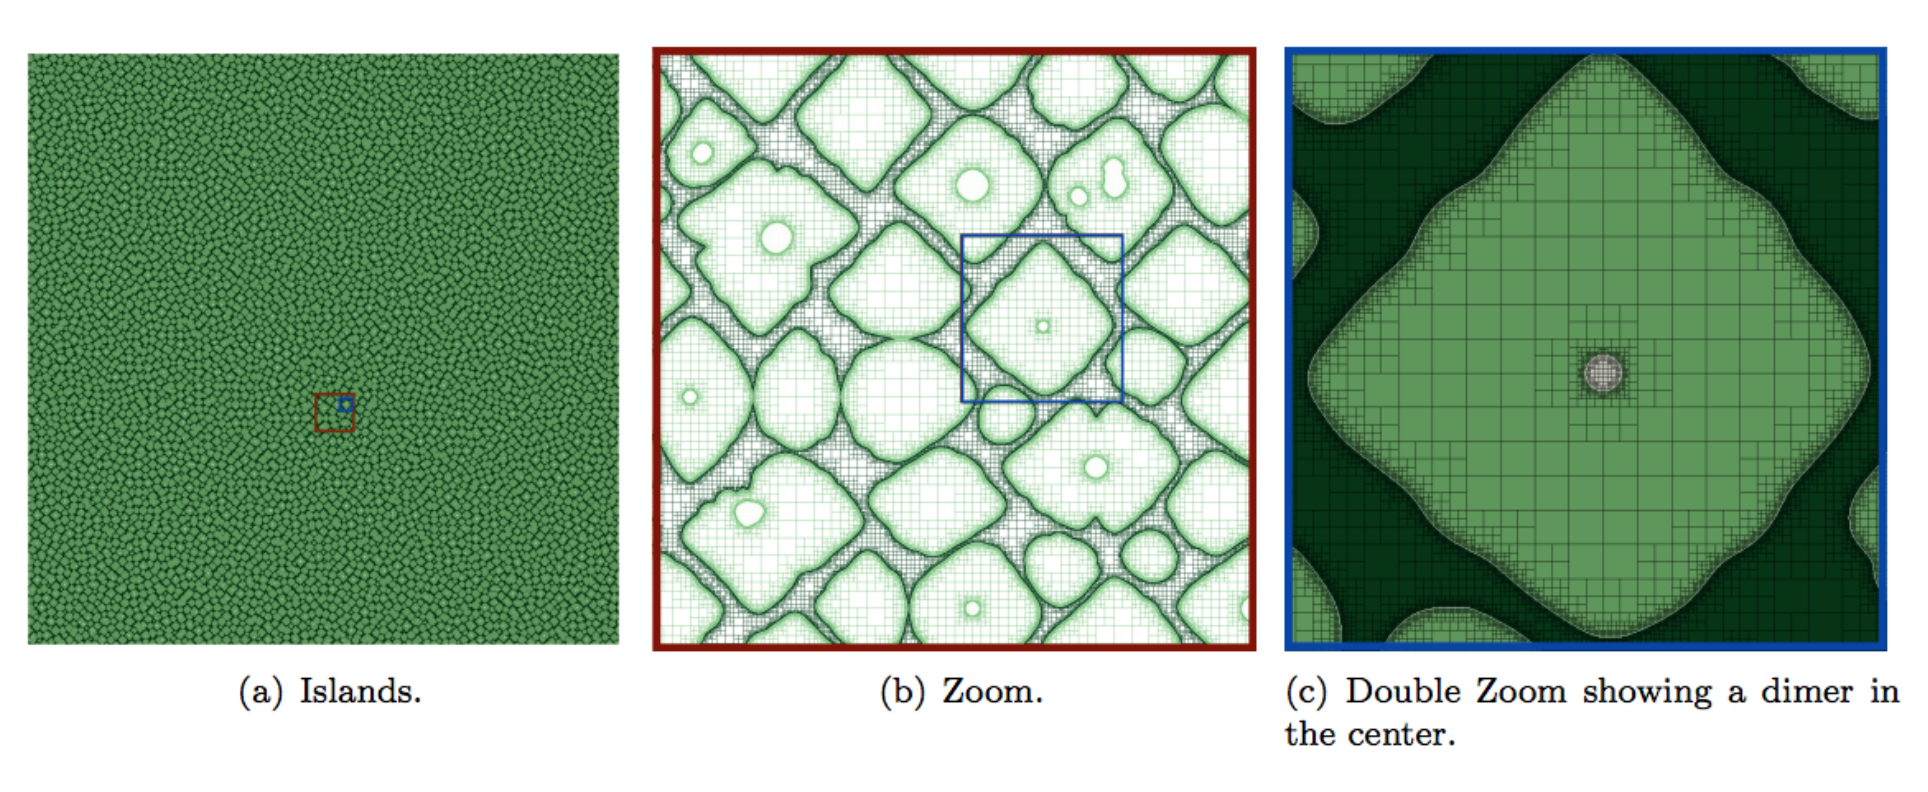 (a) Islands.
(b) Zoom.
(c) Double Zoom showing a dimer in
the center.